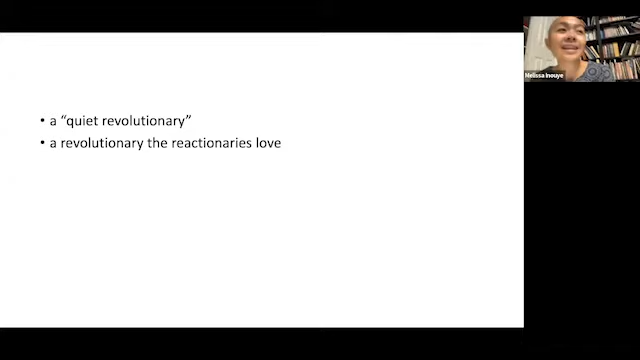 • a “quiet revolutionary”
• a revolutionary the reactionaries love
Melissa Inouye